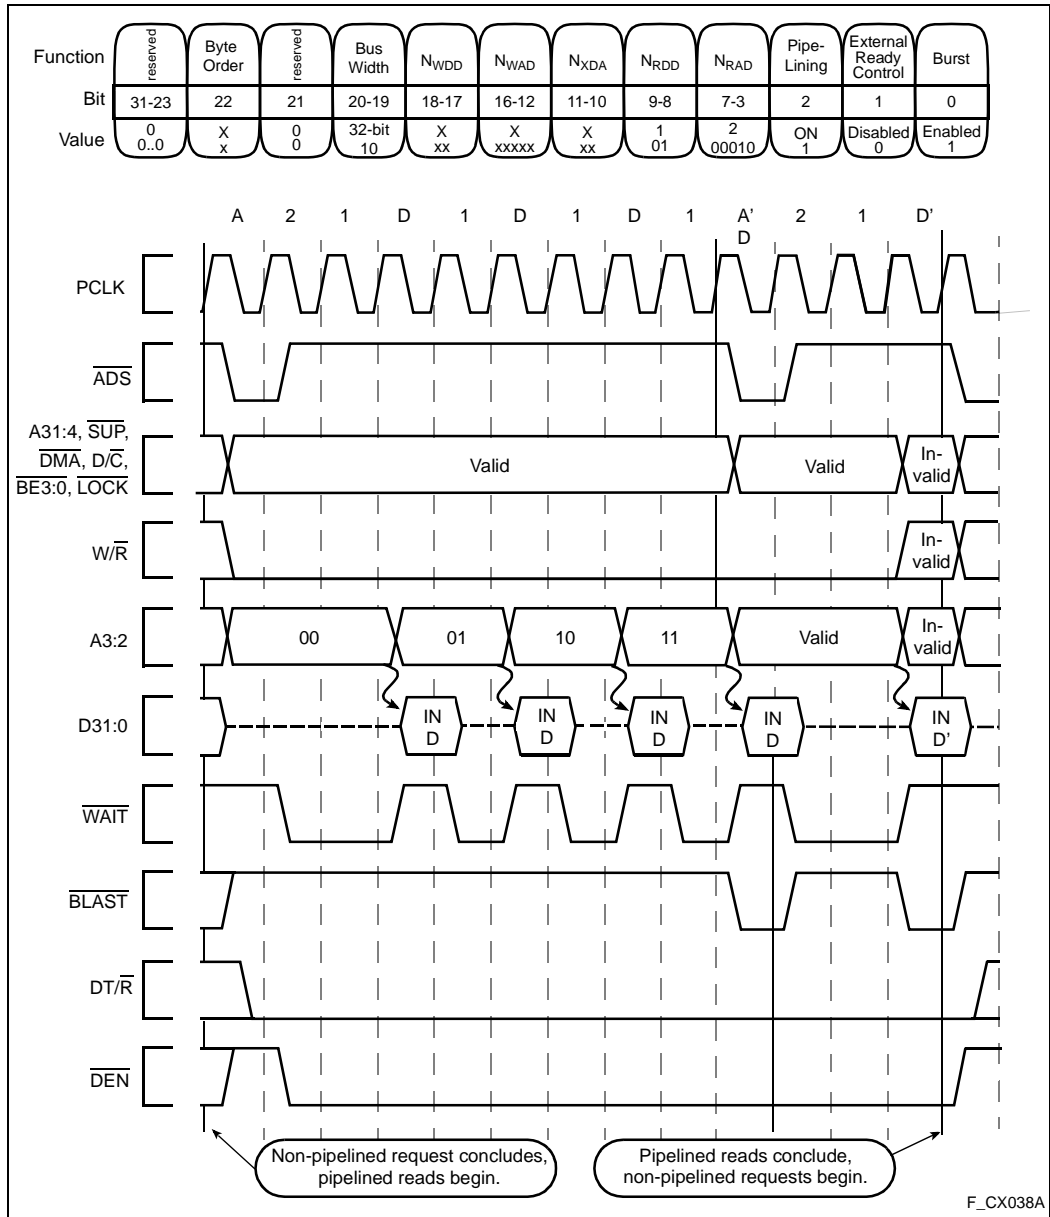 Function reserved Byte Order reserved Bus Width NWDD NWAD NXDA NRDD NRAD Pipe-Lining External Ready Control Burst
Bit 31-23 22 21 20-19 18-17 16-12 11-10 9-8 7-3 2 1 0
Value 0 X 0 32-bit X X X 1 2 ON Disabled Enabled
0..0 x 0 10 xx xxxxx xx 01 00010 1 0 1
A 2 1 D 1 D 1 D 1 A' 2 1 D'
D
PCLK
ADS
A31:4, SUP,
DMA, D/C,
BE3:0, LOCK
Valid Valid In-valid
W/R
In-valid
A3:2
00 01 10 11 Valid In-valid
D31:0
IN D IN D IN D IN D IN D'
WAIT
BLAST
DT/R
DEN
Non-pipelined request concludes,
pipelined reads begin.
Pipelined reads conclude,
non-pipelined requests begin.
F_CX038A